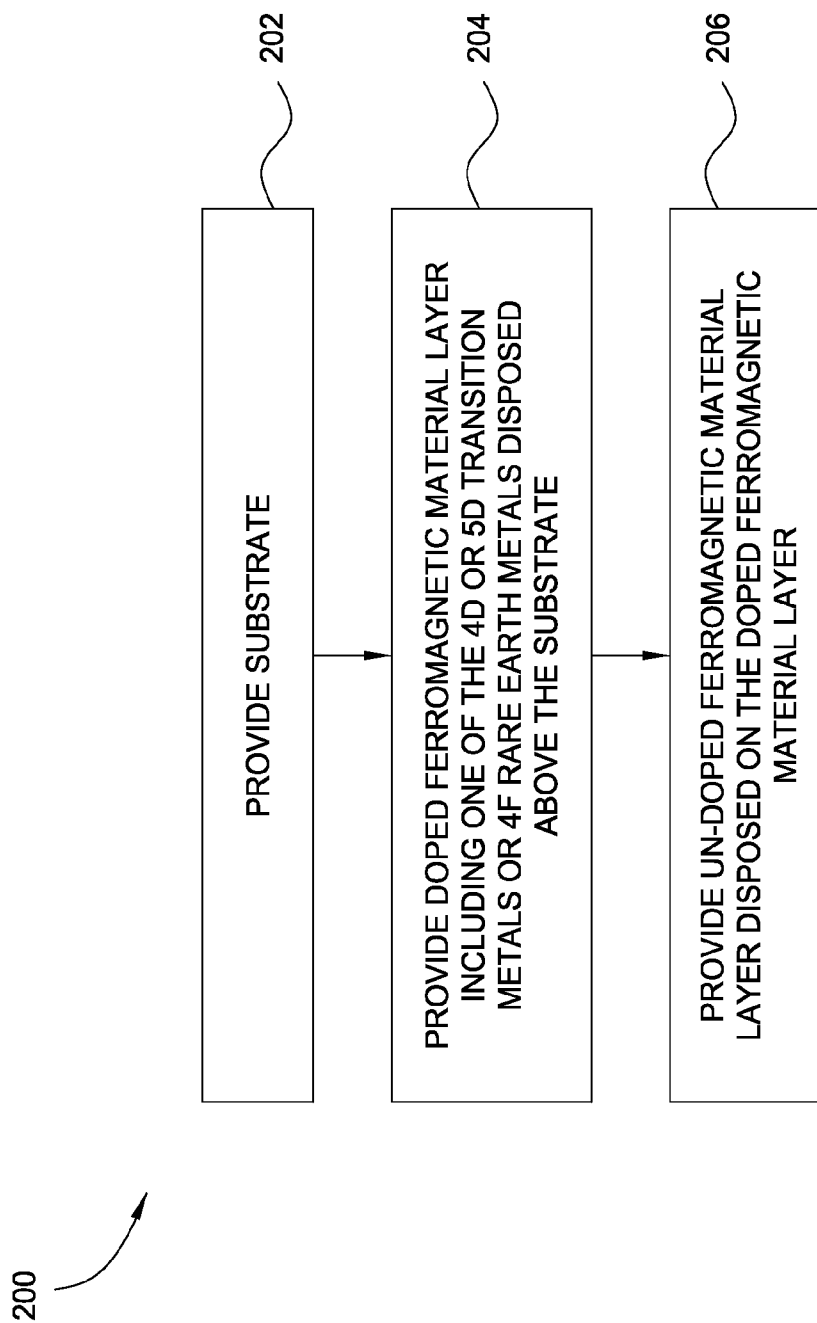 200
PROVIDE SUBSTRATE
202
PROVIDE DOPED FERROMAGNETIC MATERIAL LAYER
INCLUDING ONE OF THE 4D OR 5D TRANSITION
METALS OR 4F RARE EARTH METALS DISPOSED
ABOVE THE SUBSTRATE
204
PROVIDE UN-DOPED FERROMAGNETIC MATERIAL
LAYER DISPOSED ON THE DOPED FERROMAGNETIC
MATERIAL LAYER
206